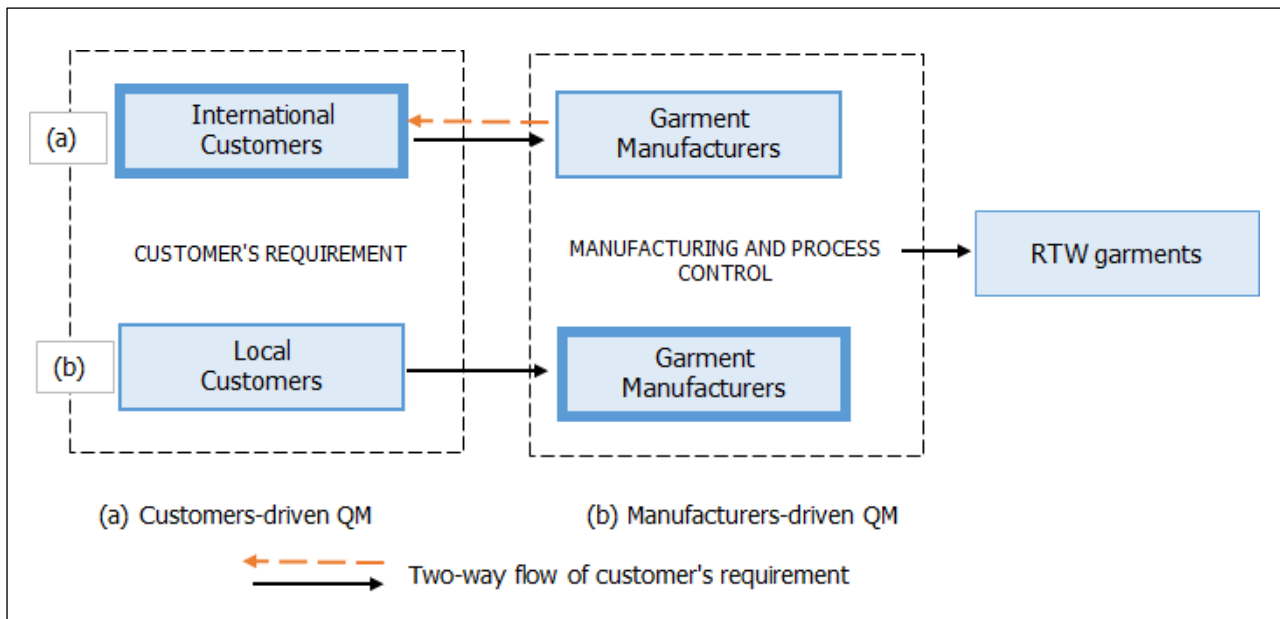 (a)
International
Customers
Garment
Manufacturers
CUSTOMER'S REQUIREMENT
MANUFACTURING AND PROCESS
CONTROL
RTW garments
(b)
Local
Customers
Garment
Manufacturers
(a) Customers-driven QM
(b) Manufacturers-driven QM
Two-way flow of customer's requirement